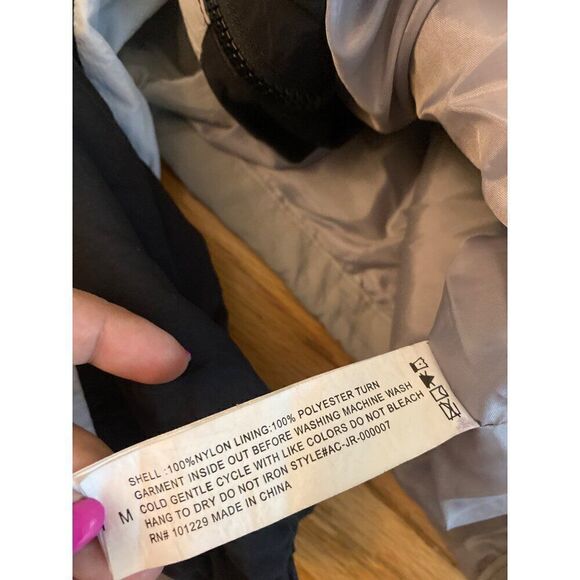 SHELL :100%NYLON LINING:100% POLYESTER TURN
GARMENT INSIDE OUT BEFORE WASHING MACHINE WASH
COLD GENTLE CYCLE WITH LIKE COLORS DO NOT BLEACH
HANG TO DRY DO NOT IRON STYLE#AC-JR-000007
RN# 101229 MADE IN CHINA
M